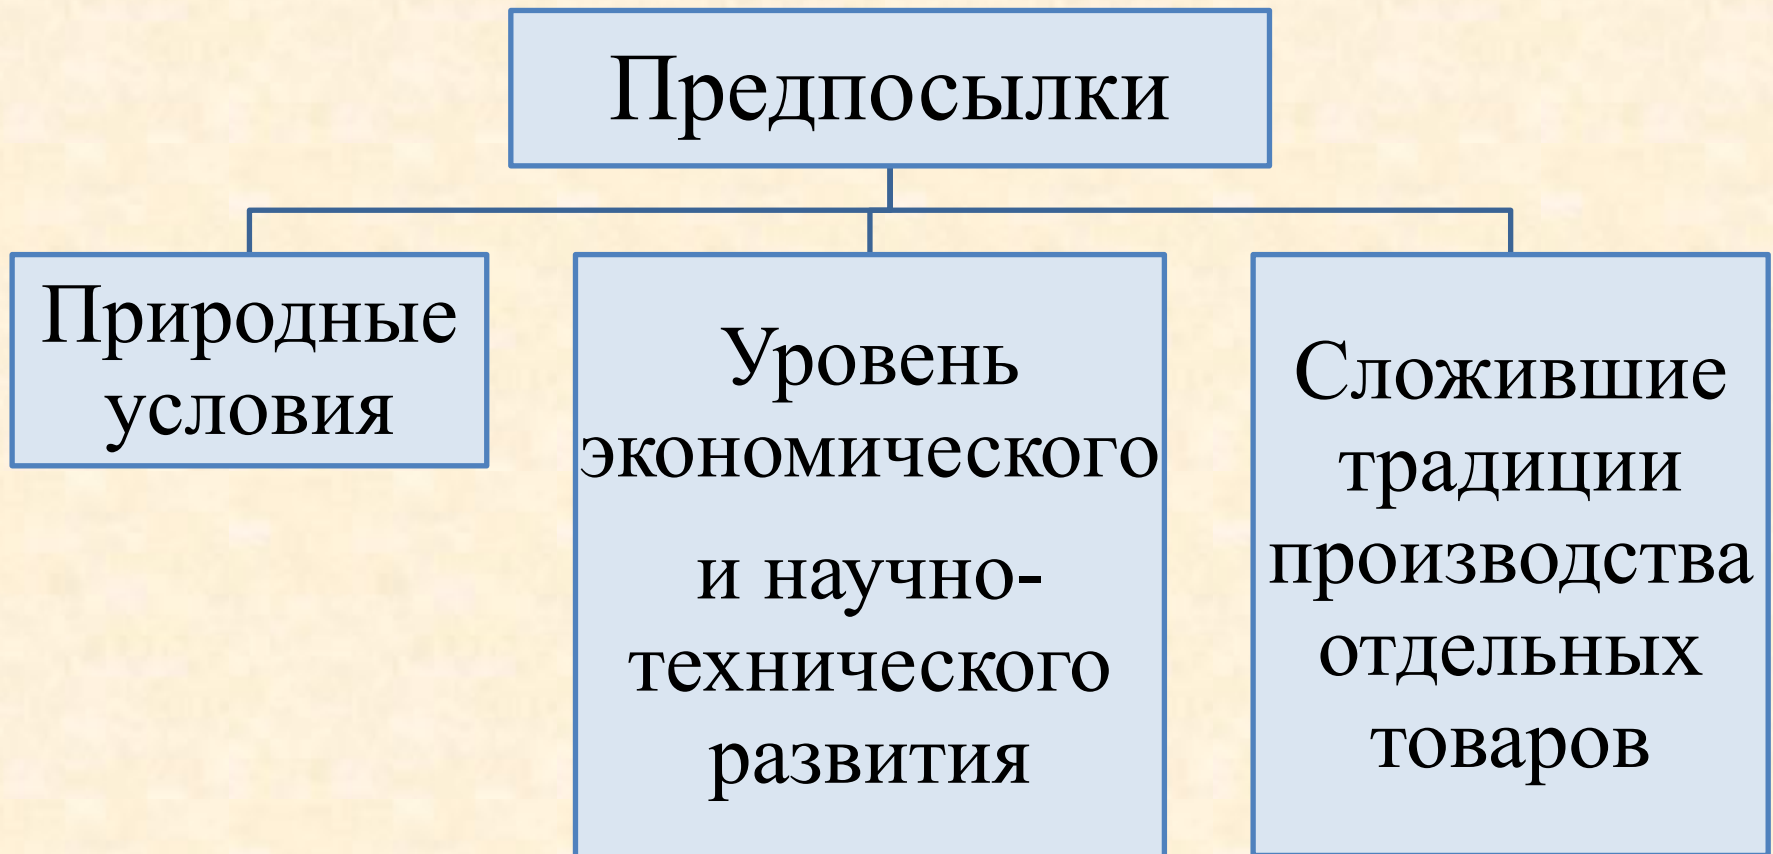 Предпосылки
Природные
условия
Уровень
экономического
и научно-
технического
развития
Сложившие
традиции
производства
отдельных
товаров